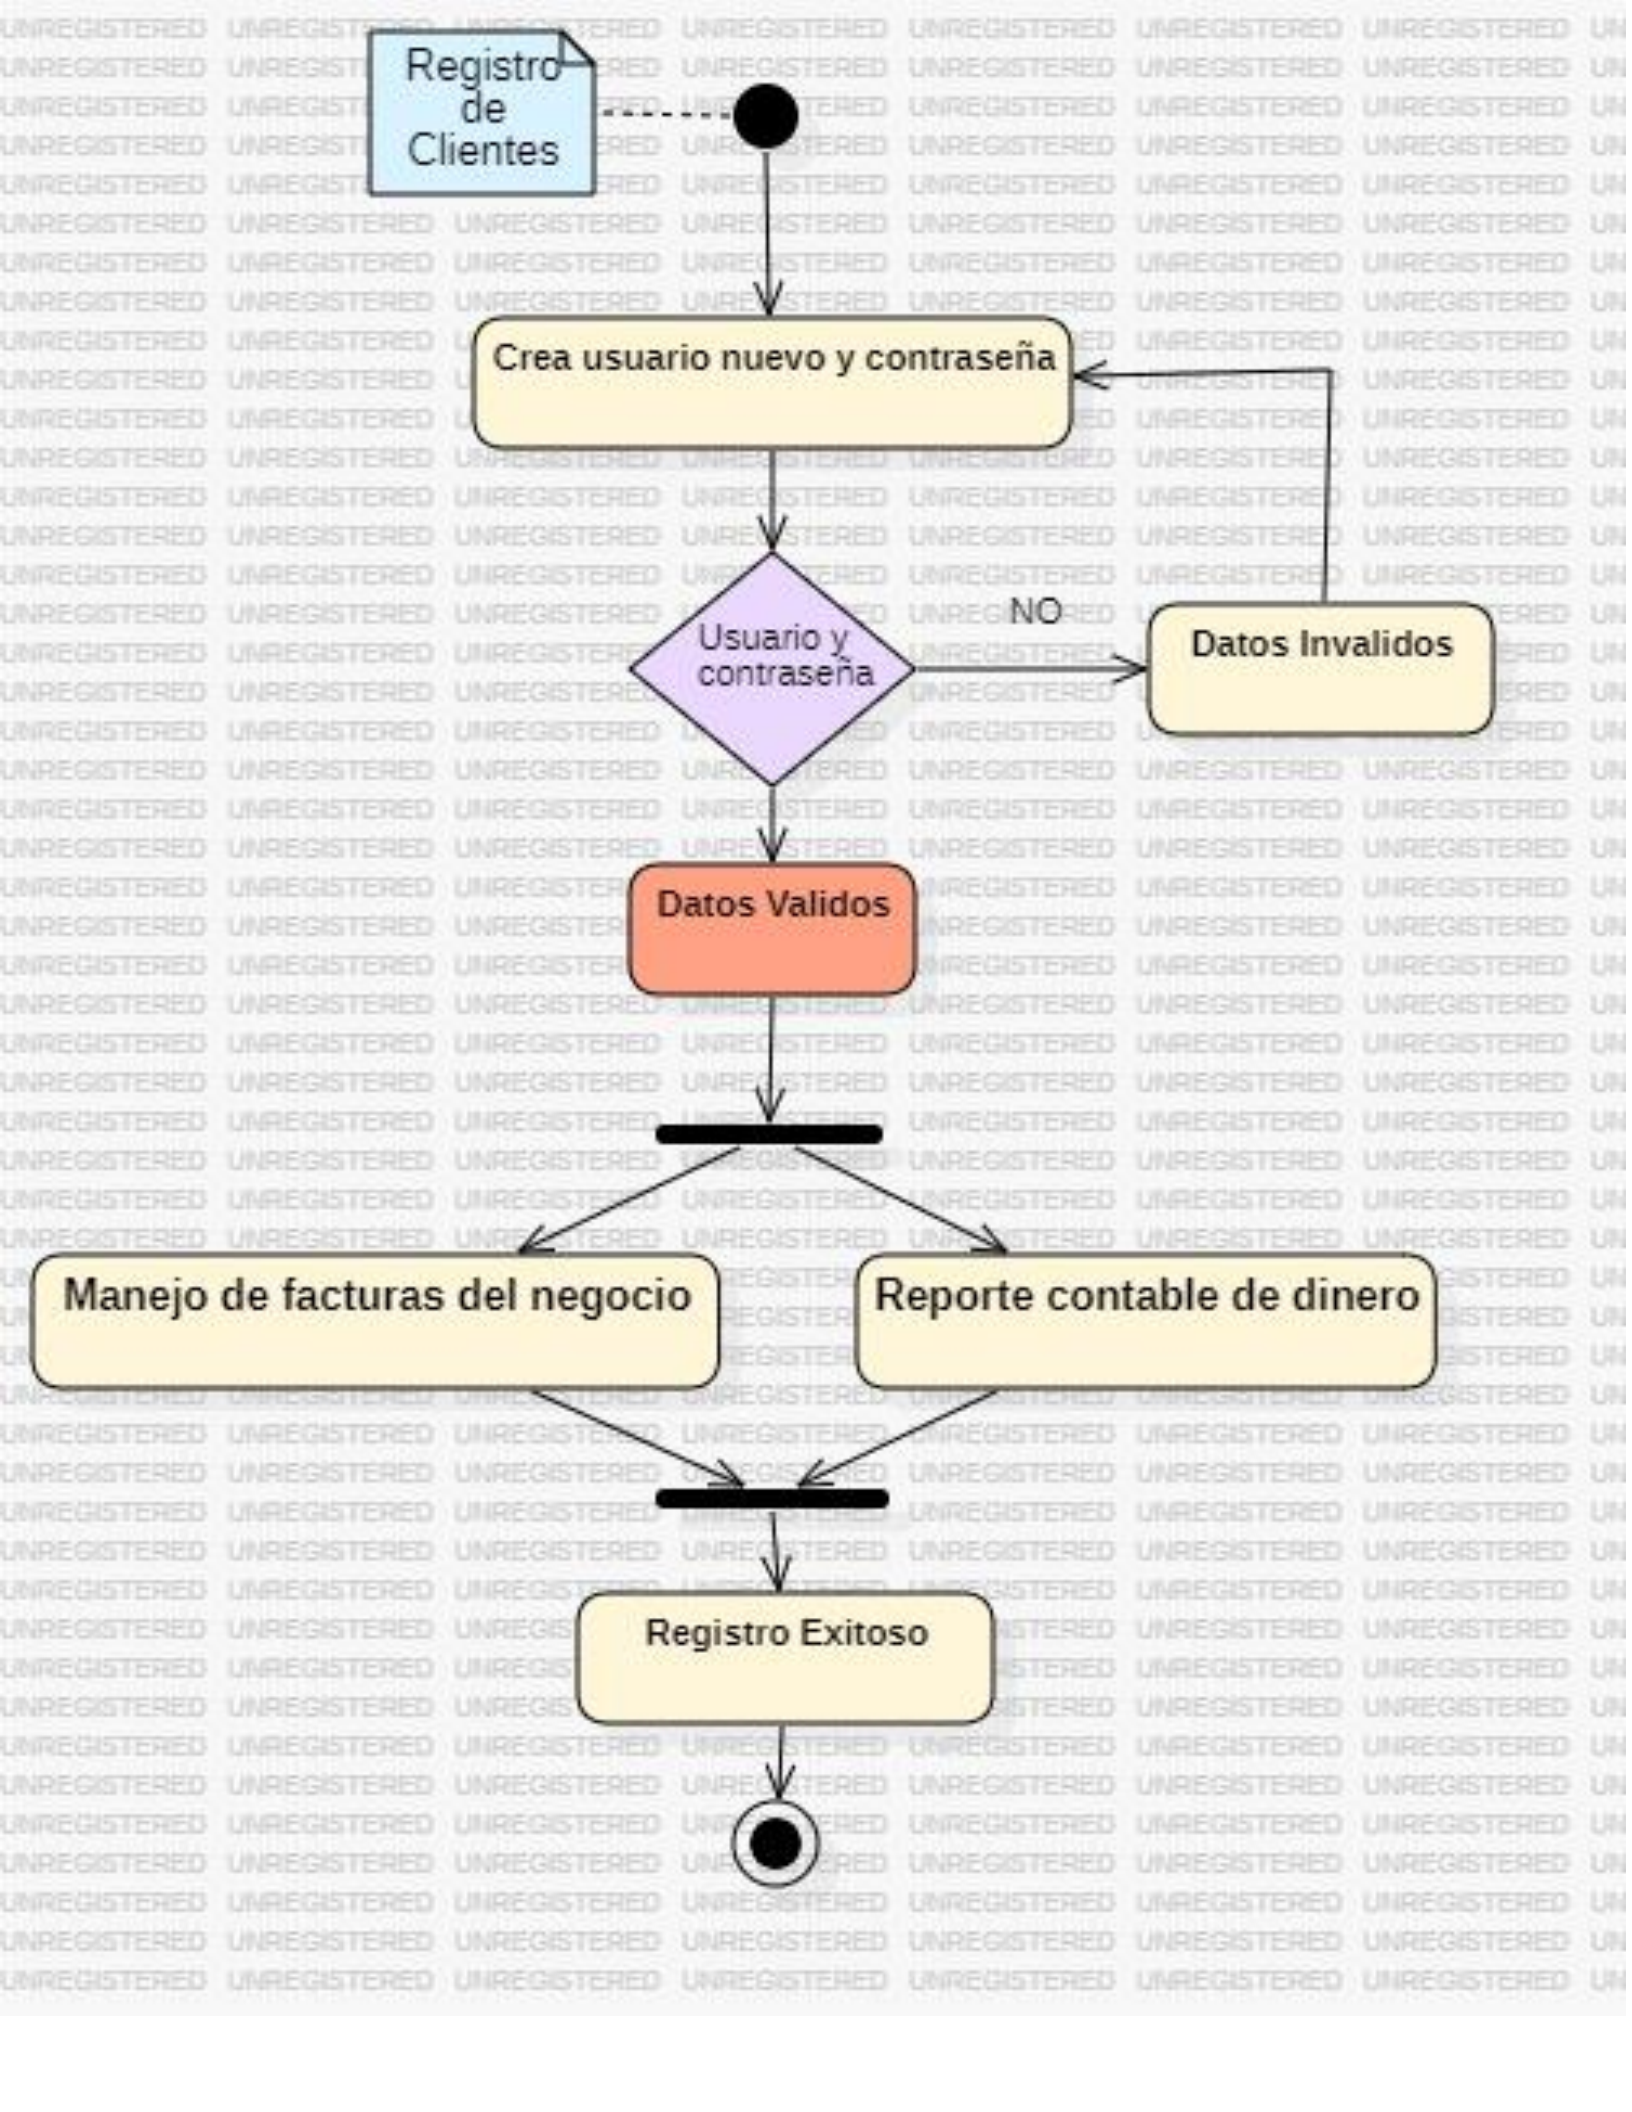 Registro
de
Clientes
Crea usuario nuevo y contraseña
NO
Usuario y
contraseña
Datos Invalidos
Datos Validos
Manejo de facturas del negocio
Reporte contable de dinero
Registro Exitoso
UNREGISTERED